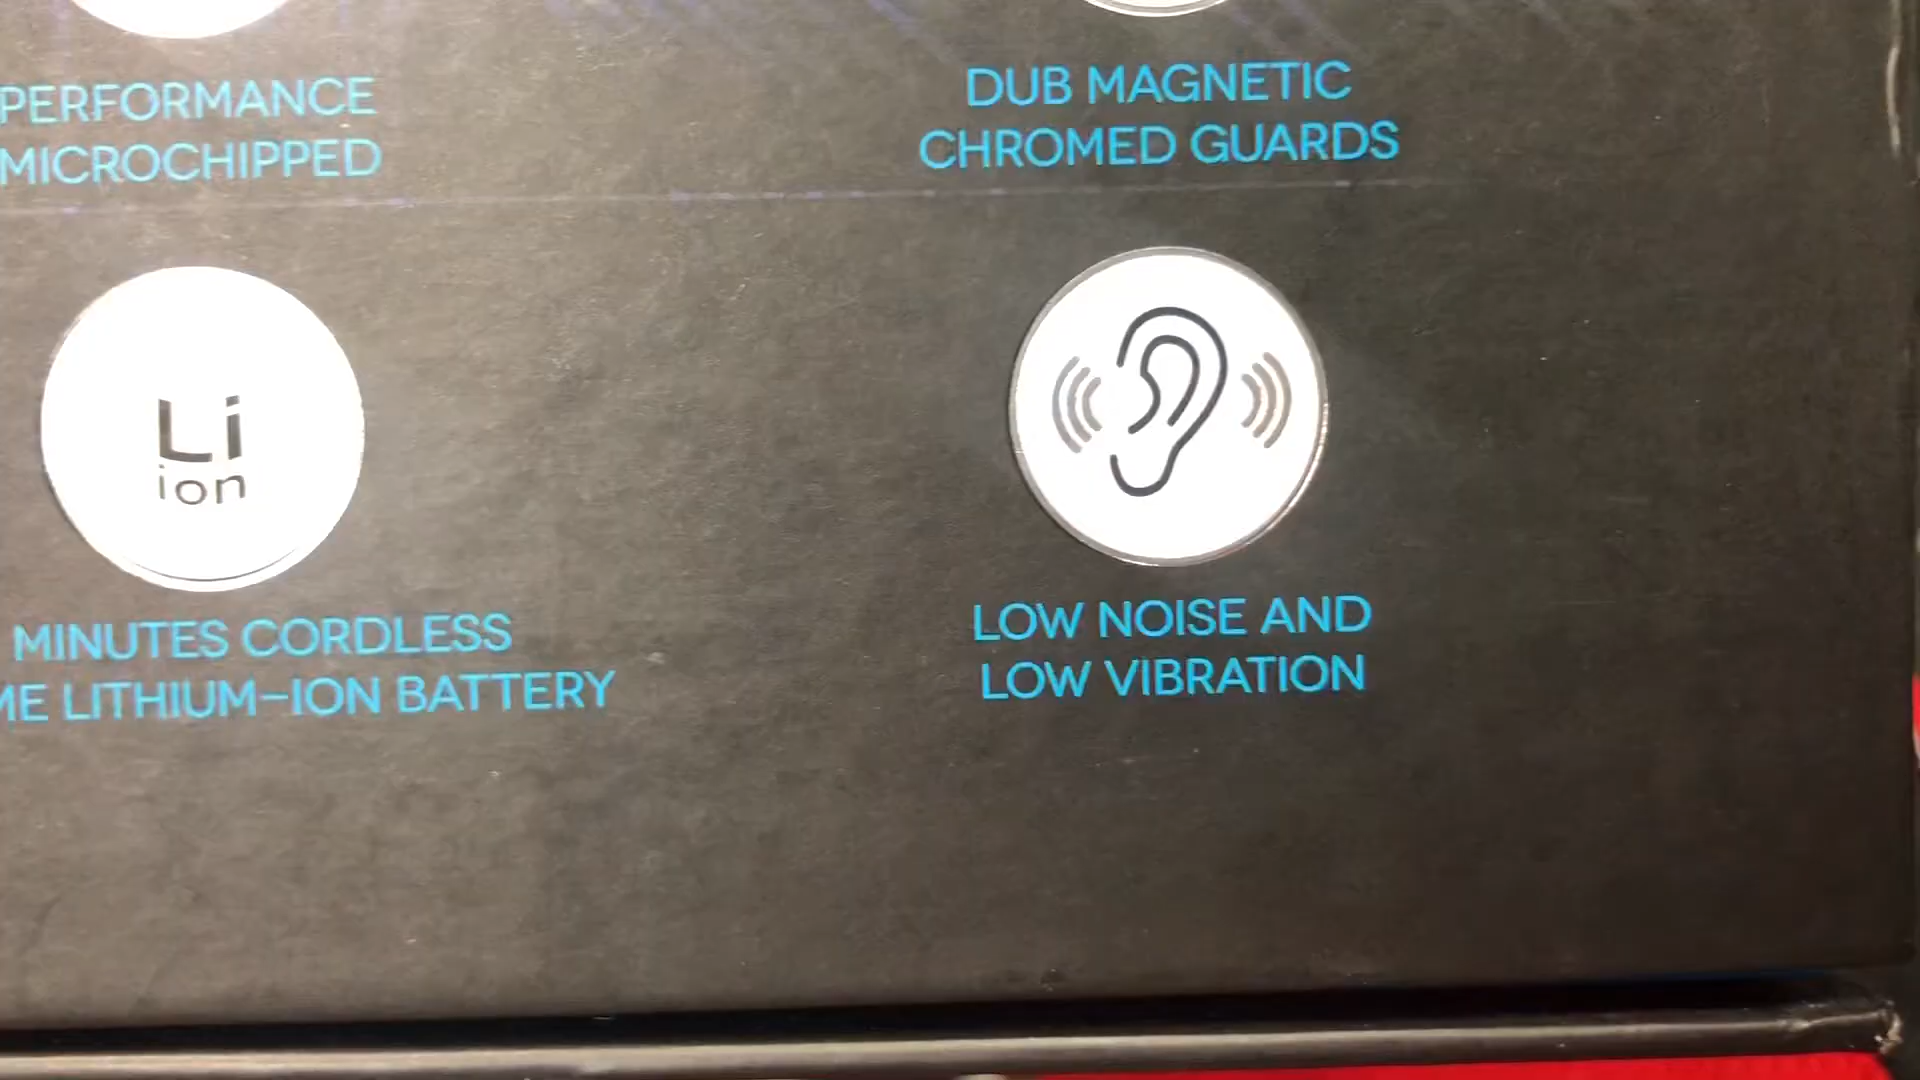 PERFORMANCE
MICROCHIPPED
DUB MAGNETIC
CHROMED GUARDS
Li
ion
MINUTES CORDLESS
LITHIUM-ION BATTERY
LOW NOISE AND
LOW VIBRATION